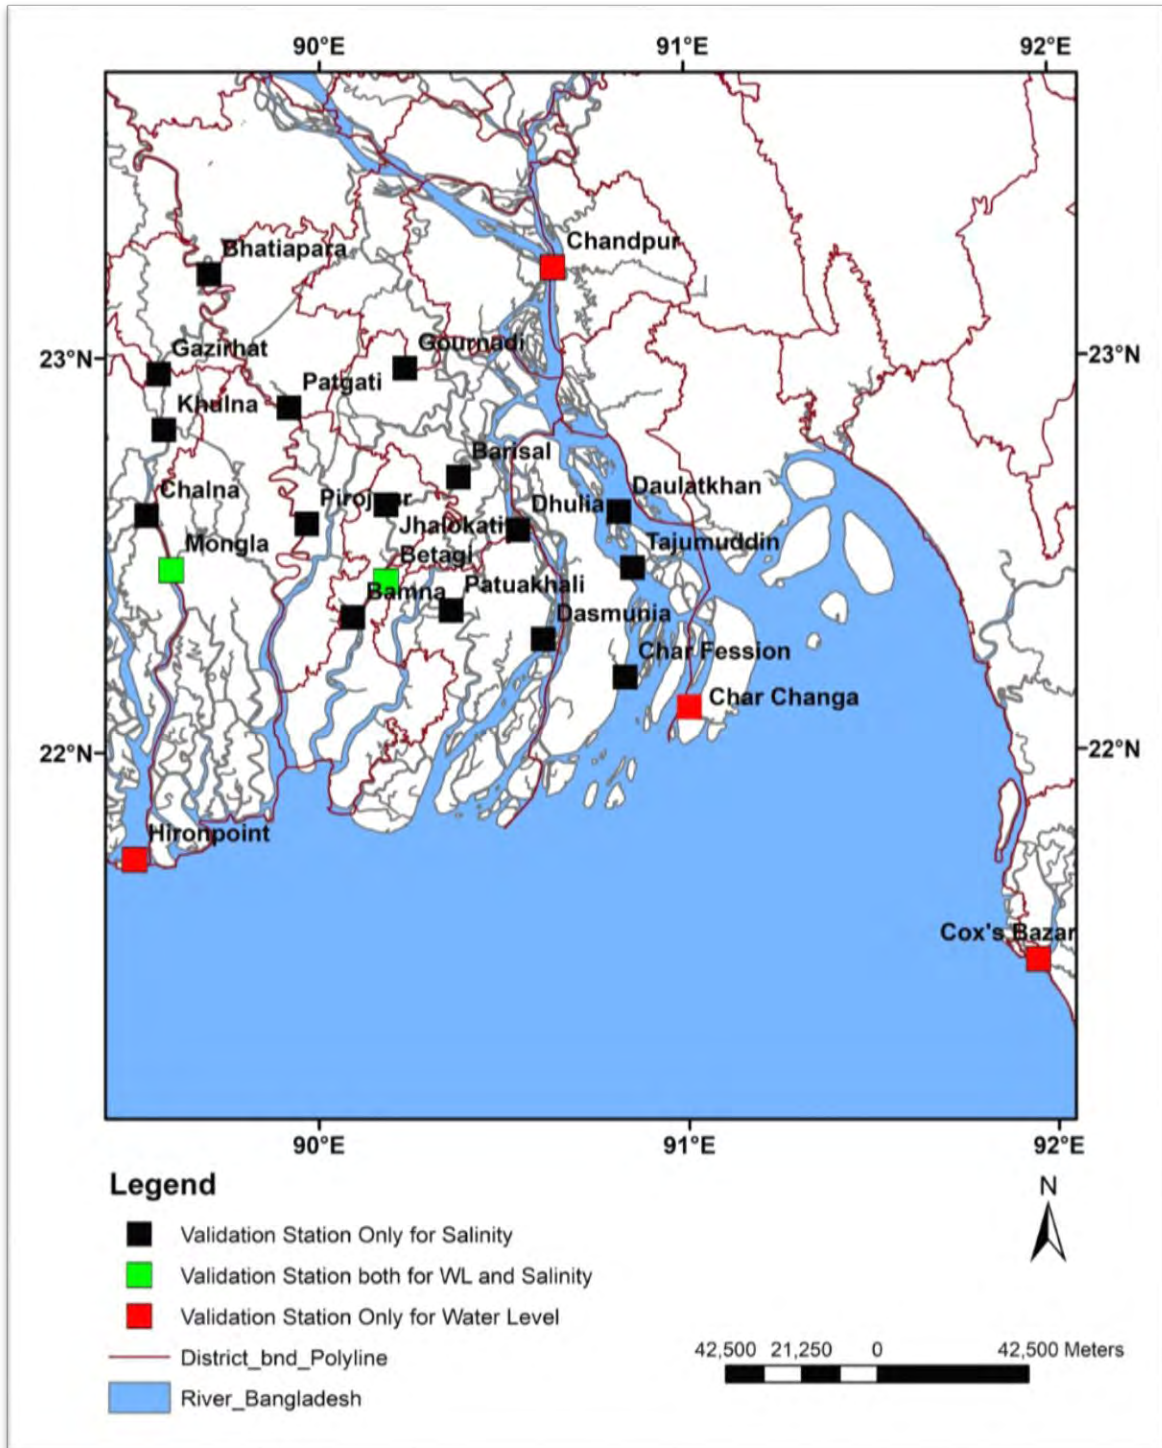 90°E 91°E 92°E
Bhatiapara
Chandpur
Gournadi
Gazirhat
23°N 23°N
Patgati
Khulna
Barisal
Chalna
Pirojpur
Dhulia
Daulatkhan
Jhalokati
Mongla
Tajumuddin
Betagi
Bamna
Patuakhali
Dasmunia
Char Fession
Char Changa
22°N 22°N
Hironpoint
Cox's Bazar
90°E 91°E 92°E
Legend
N
Validation Station Only for Salinity
Validation Station both for WL and Salinity
Validation Station Only for Water Level
District_bnd_Polyline
42,500 21,250 0 42,500 Meters
River_Bangladesh